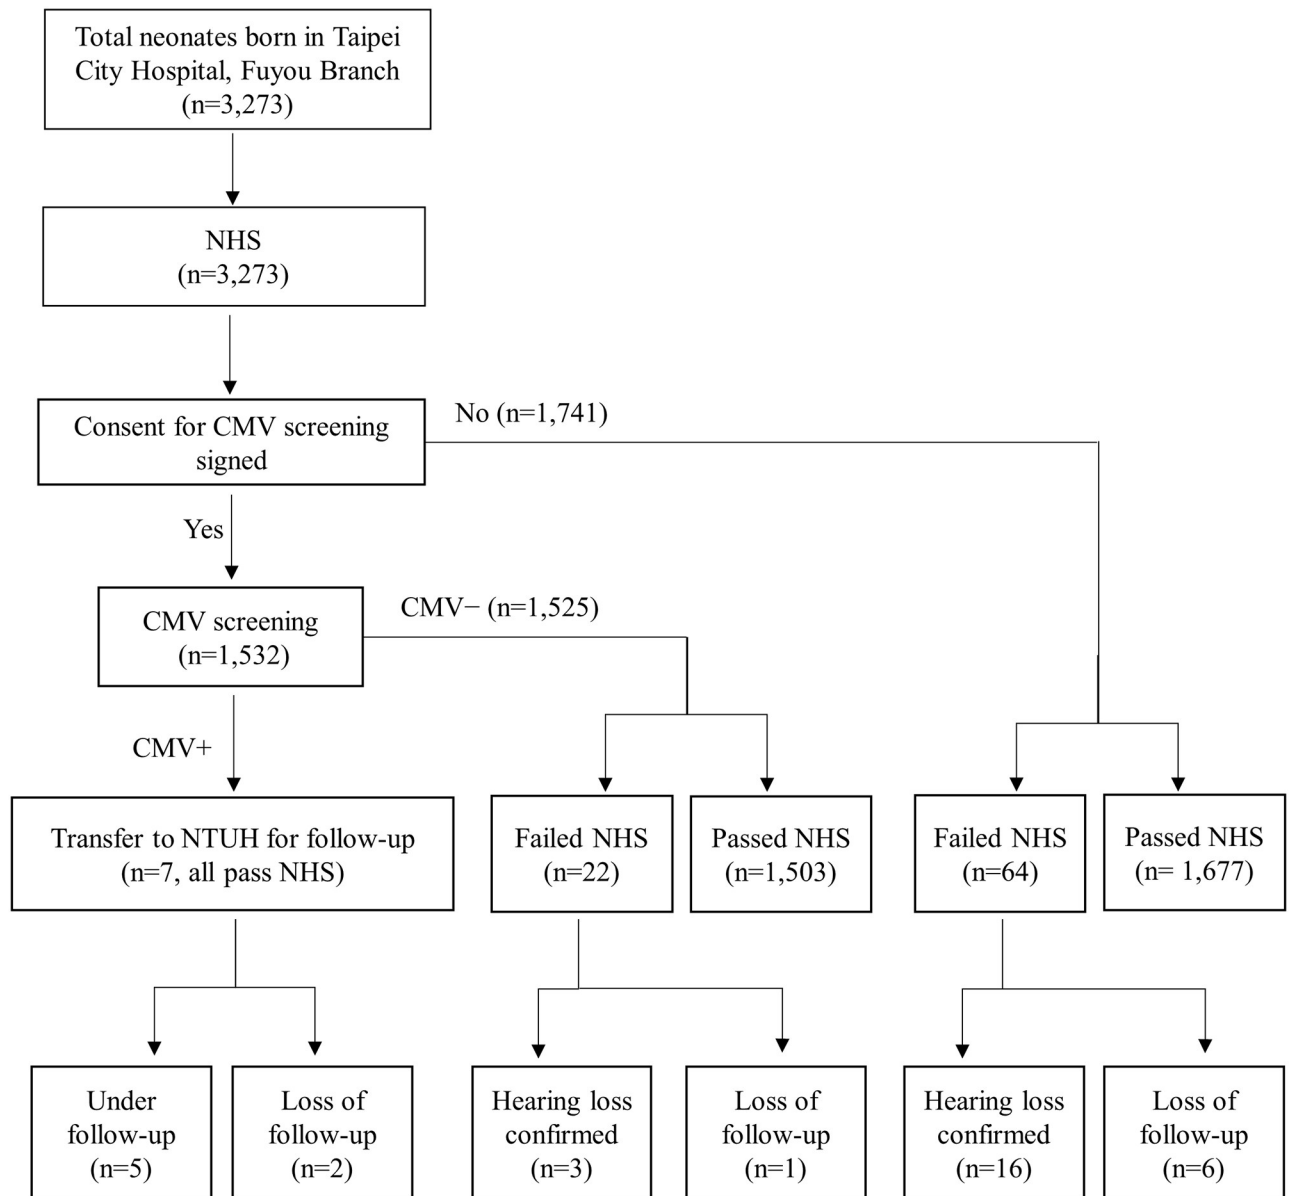 Total neonates born in Taipei
City Hospital, Fuyou Branch
(n=3,273)
NHS
(n=3,273)
Consent for CMV screening
signed
No (n=1,741)
Yes
CMV screening
(n=1,532)
CMV− (n=1,525)
CMV+
Transfer to NTUH for follow-up
(n=7, all pass NHS)
Failed NHS
(n=22)
Passed NHS
(n=1,503)
Failed NHS
(n=64)
Passed NHS
(n= 1,677)
Under
follow-up
(n=5)
Loss of
follow-up
(n=2)
Hearing loss
confirmed
(n=3)
Loss of
follow-up
(n=1)
Hearing loss
confirmed
(n=16)
Loss of
follow-up
(n=6)